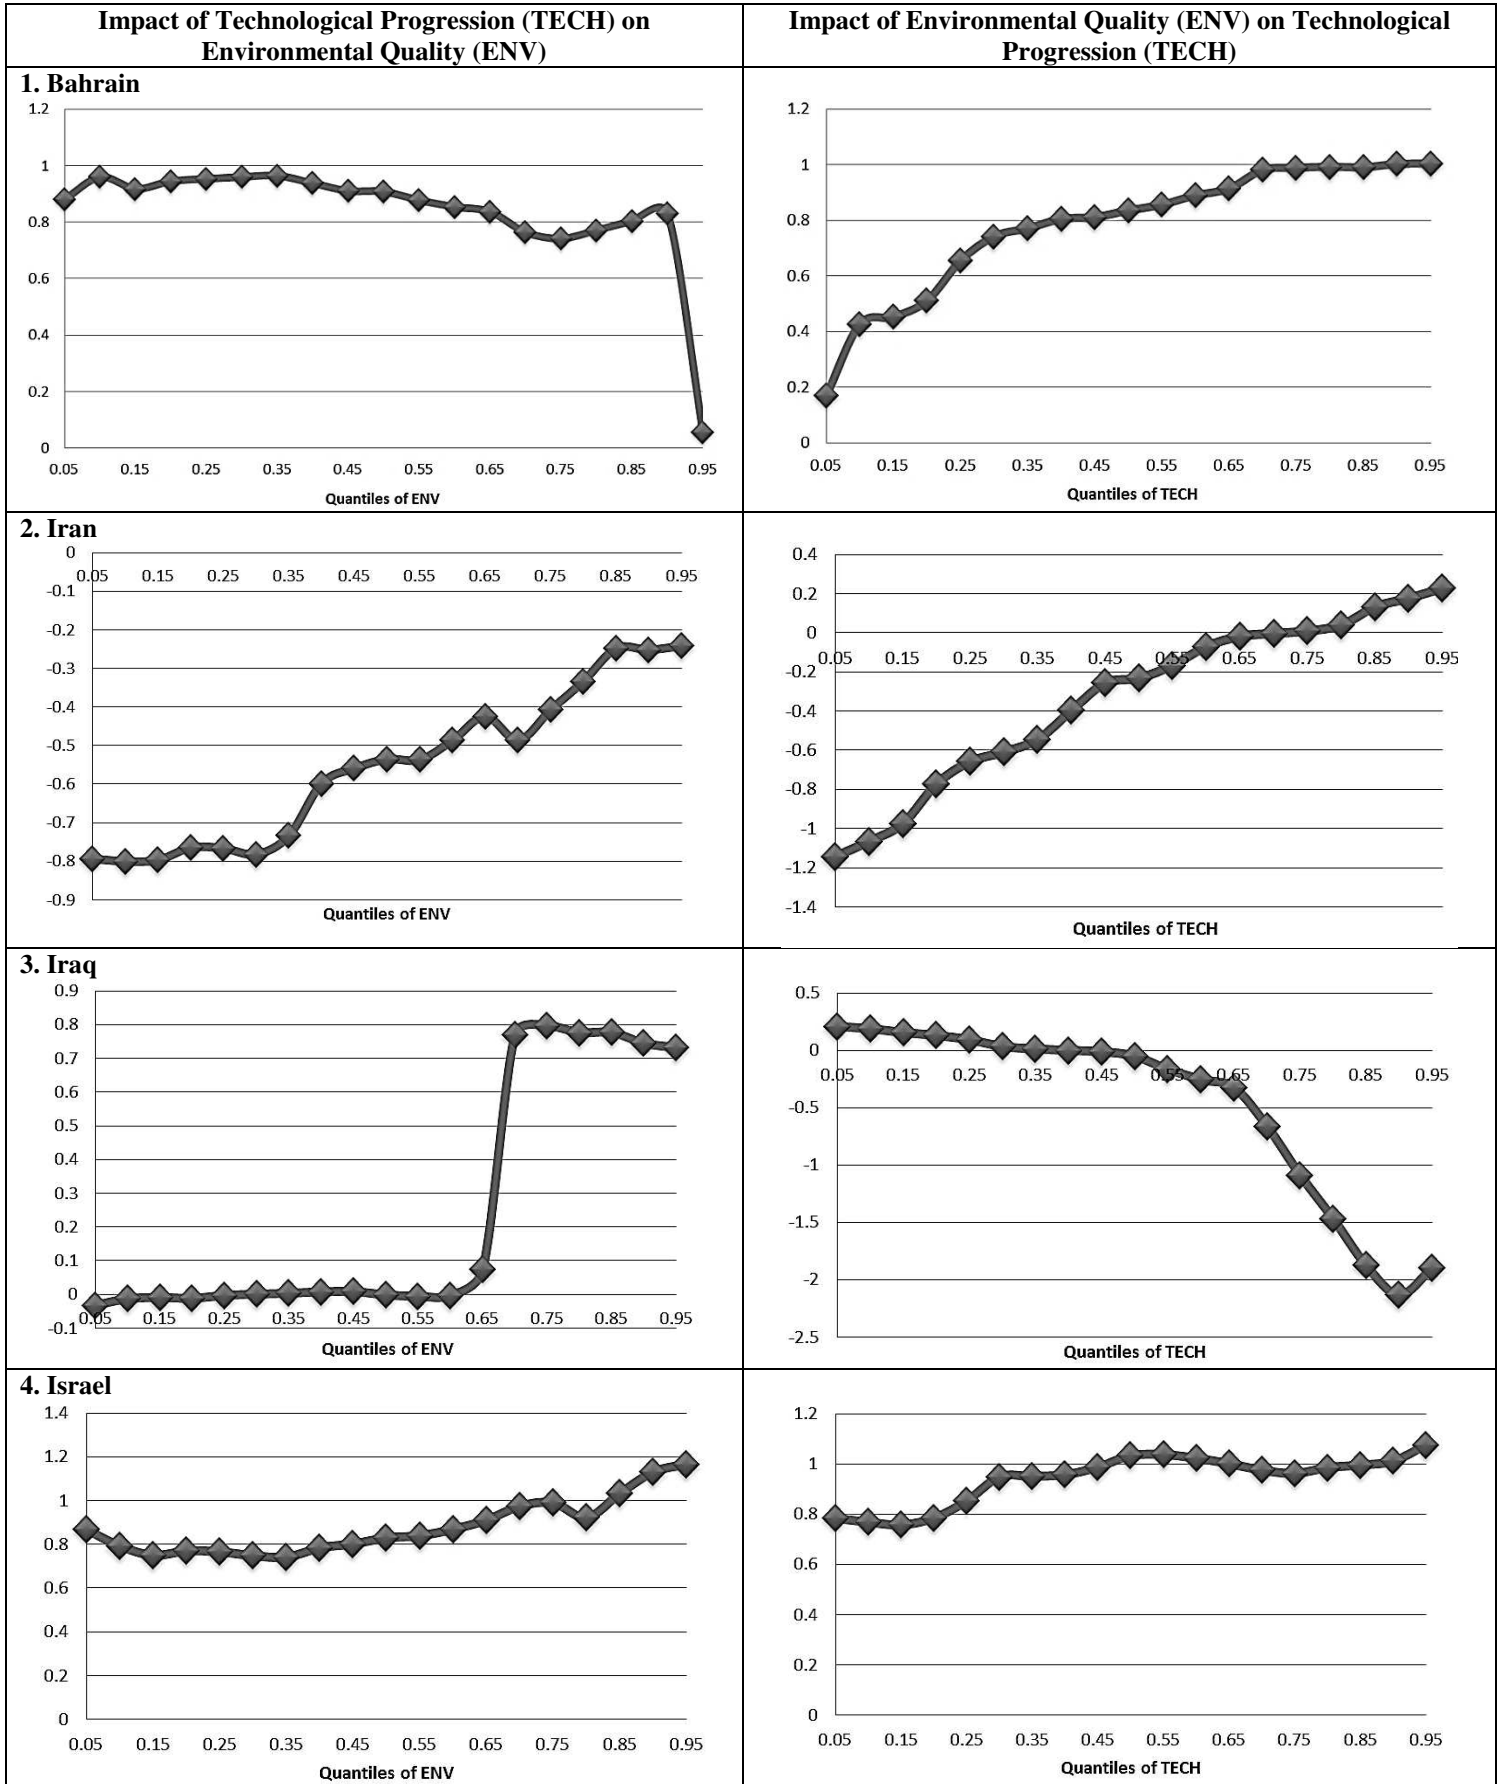 Impact of Technological Progression (TECH) on
Environmental Quality (ENV)
Impact of Environmental Quality (ENV) on Technological
Progression (TECH)
1. Bahrain
1.2
1
0.8
0.6
0.4
0.2
0
0.05 0.15 0.25 0.35 0.45 0.55 0.65 0.75 0.85 0.95
Quantiles of ENV
1.2
1
0.8
0.6
0.4
0.2
0
0.05 0.15 0.25 0.35 0.45 0.55 0.65 0.75 0.85 0.95
Quantiles of TECH
2. Iran
0
0.05 0.15 0.25 0.35 0.45 0.55 0.65 0.75 0.85 0.95
-0.1
-0.2
-0.3
-0.4
-0.5
-0.6
-0.7
-0.8
-0.9
Quantiles of ENV
0.4
0.2
0
0.05 0.15 0.25 0.35 0.45 0.55 0.65 0.75 0.85 0.95
-0.2
-0.4
-0.6
-0.8
-1
-1.2
-1.4
Quantiles of TECH
3. Iraq
0.9
0.8
0.7
0.6
0.5
0.4
0.3
0.2
0.1
0
0.05 0.15 0.25 0.35 0.45 0.55 0.65 0.75 0.85 0.95
-0.1
Quantiles of ENV
0.5
0
0.05 0.15 0.25 0.35 0.45 0.55 0.65 0.75 0.85 0.95
-0.5
-1
-1.5
-2
-2.5
Quantiles of TECH
4. Israel
1.4
1.2
1
0.8
0.6
0.4
0.2
0
0.05 0.15 0.25 0.35 0.45 0.55 0.65 0.75 0.85 0.95
Quantiles of ENV
1.2
1
0.8
0.6
0.4
0.2
0
0.05 0.15 0.25 0.35 0.45 0.55 0.65 0.75 0.85 0.95
Quantiles of TECH